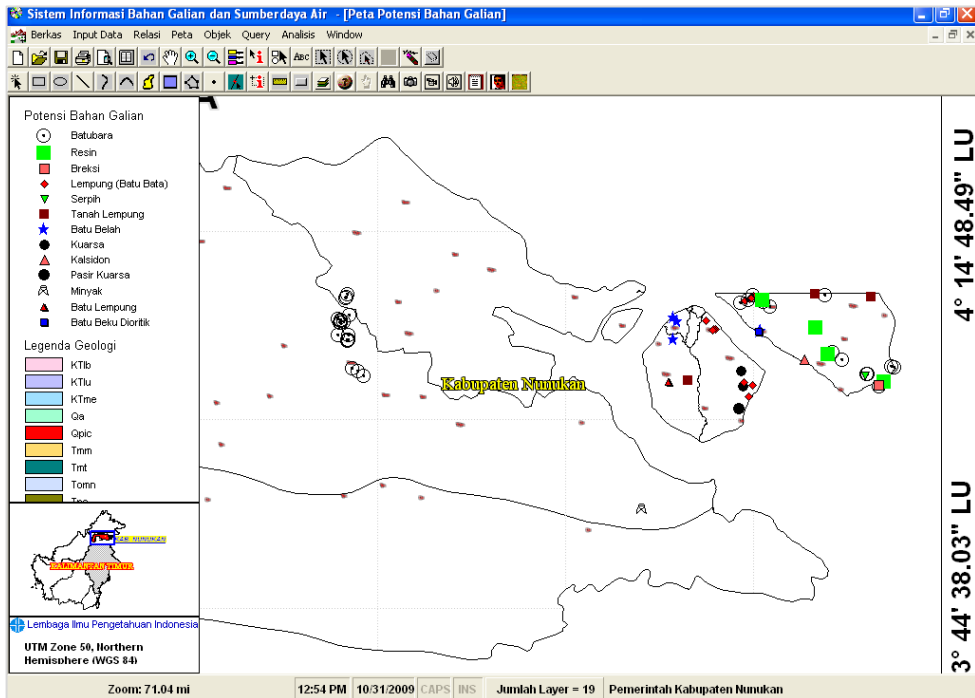 Sistem Informasi Bahan Galian dan Sumberdaya Air - [Peta Potensi Bahan Galian]
Berkas Input Data Relasi Peta Objek Query Analisis Window
ABC
Potensi Bahan Galian
Batubara
Resin
Breksi
Lempung (Batu Bata)
Serpih
Tanah Lempung
Batu Belah
Kuarsa
Kalsidon
Pasir Kuarsa
Minyak
Batu Lempung
Batu Beku Dioritik
Legenda Geologi
KTlb
KTlu
KTme
Qa
Qpic
Tmm
Tmt
Tomn
Kabupaten Nunukan
4° 14' 48.49" LU
3° 44' 38.03" LU
KAB. NUNUKAN
KALIMANTAN TIMUR
Lembaga Ilmu Pengetahuan Indonesia
UTM Zone 50, Northern
Hemisphere (WGS 84)
Zoom: 71.04 mi 12:54 PM 10/31/2009 CAPS INS Jumlah Layer = 19 Pemerintah Kabupaten Nunukan